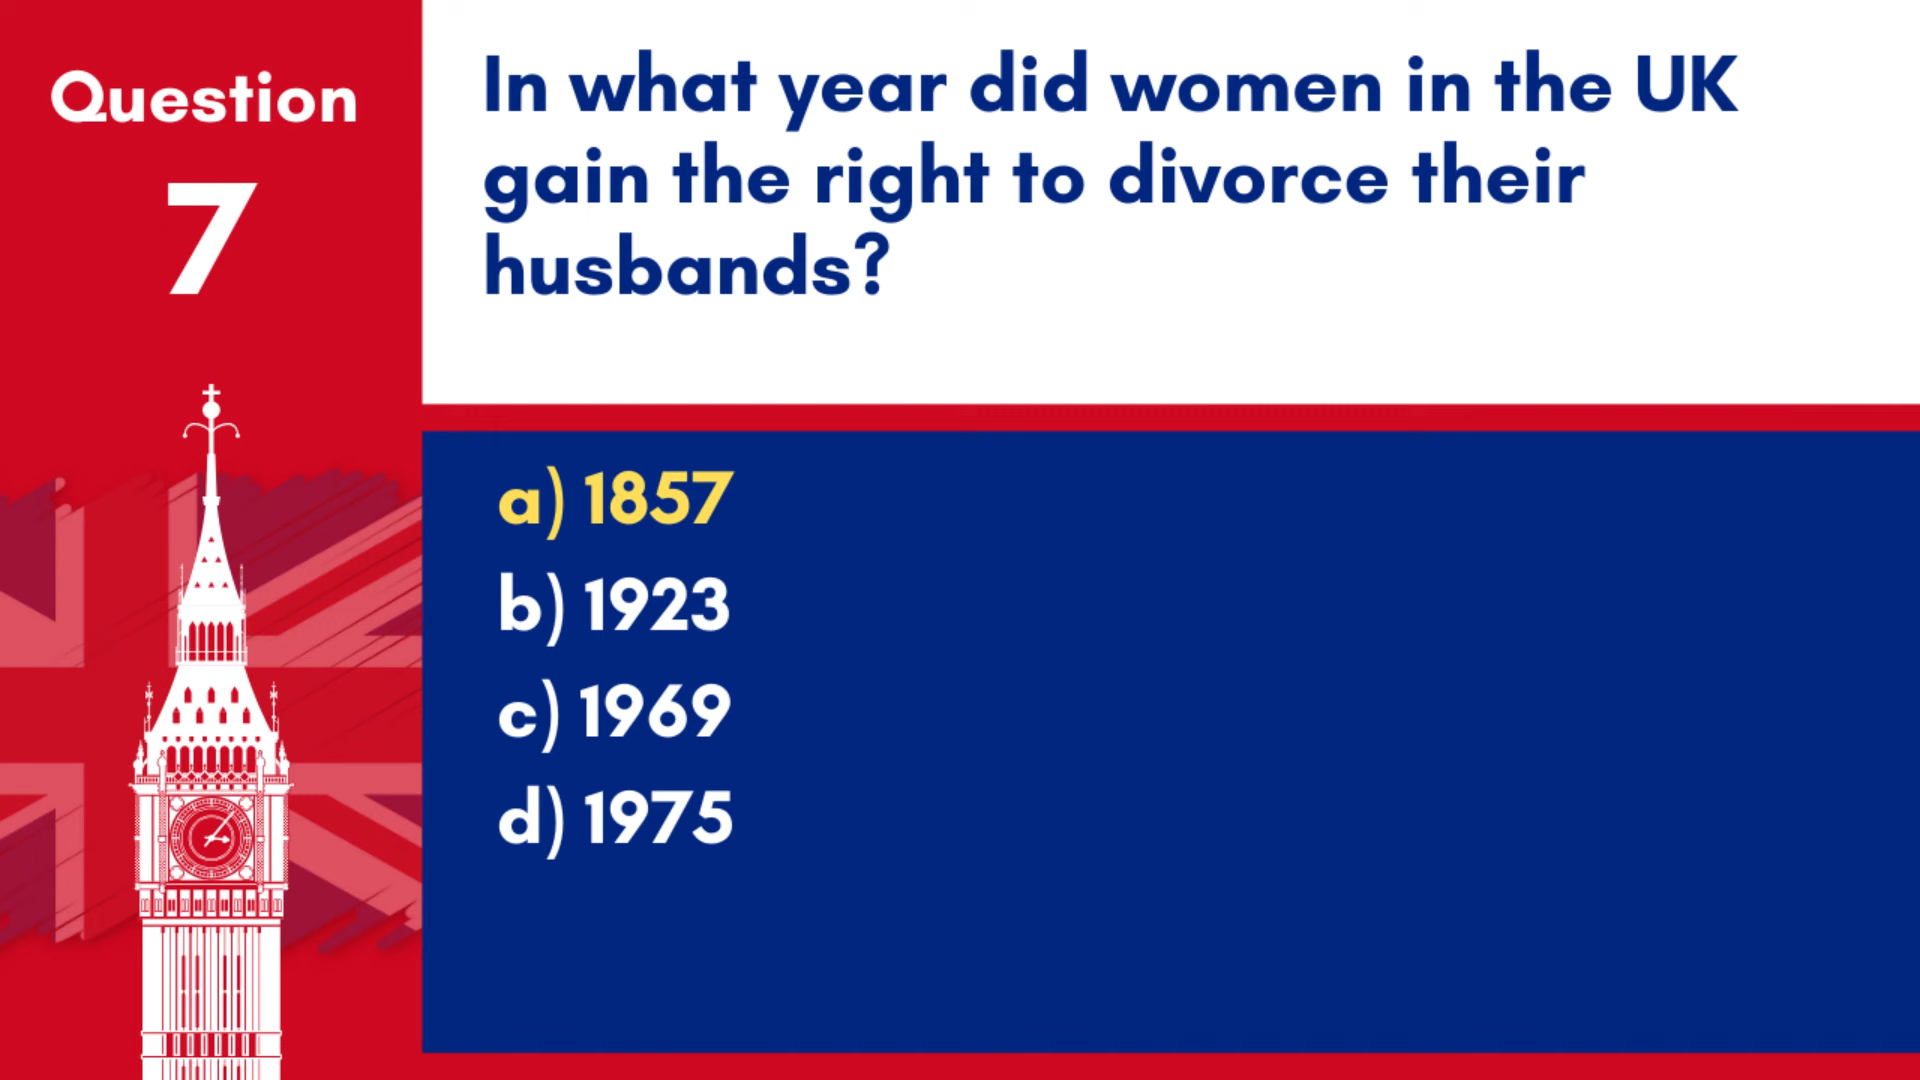 Question
7
In what year did women in the UK
gain the right to divorce their
husbands?
a) 1857
b) 1923
c) 1969
d) 1975